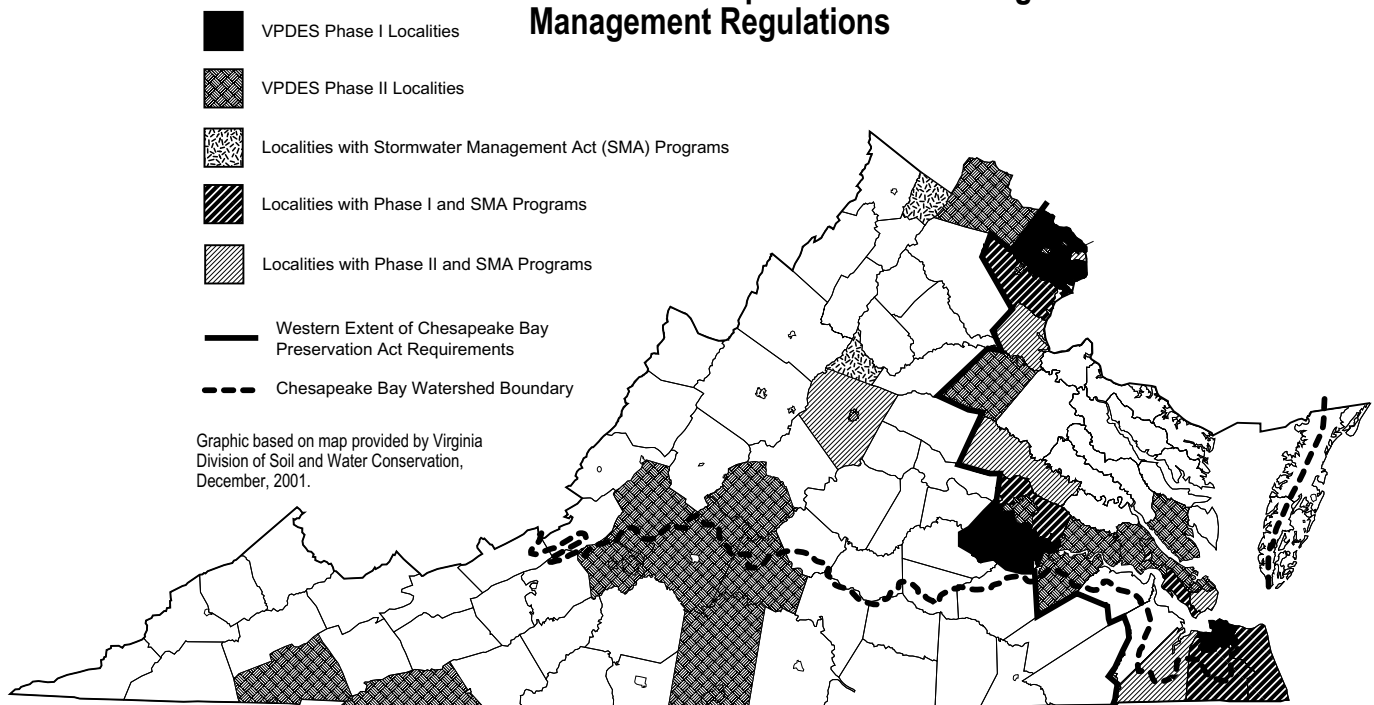 Management Regulations
VPDES Phase I Localities
VPDES Phase II Localities
Localities with Stormwater Management Act (SMA) Programs
Localities with Phase I and SMA Programs
Localities with Phase II and SMA Programs
Western Extent of Chesapeake Bay
Preservation Act Requirements
Chesapeake Bay Watershed Boundary
Graphic based on map provided by Virginia
Division of Soil and Water Conservation,
December, 2001.